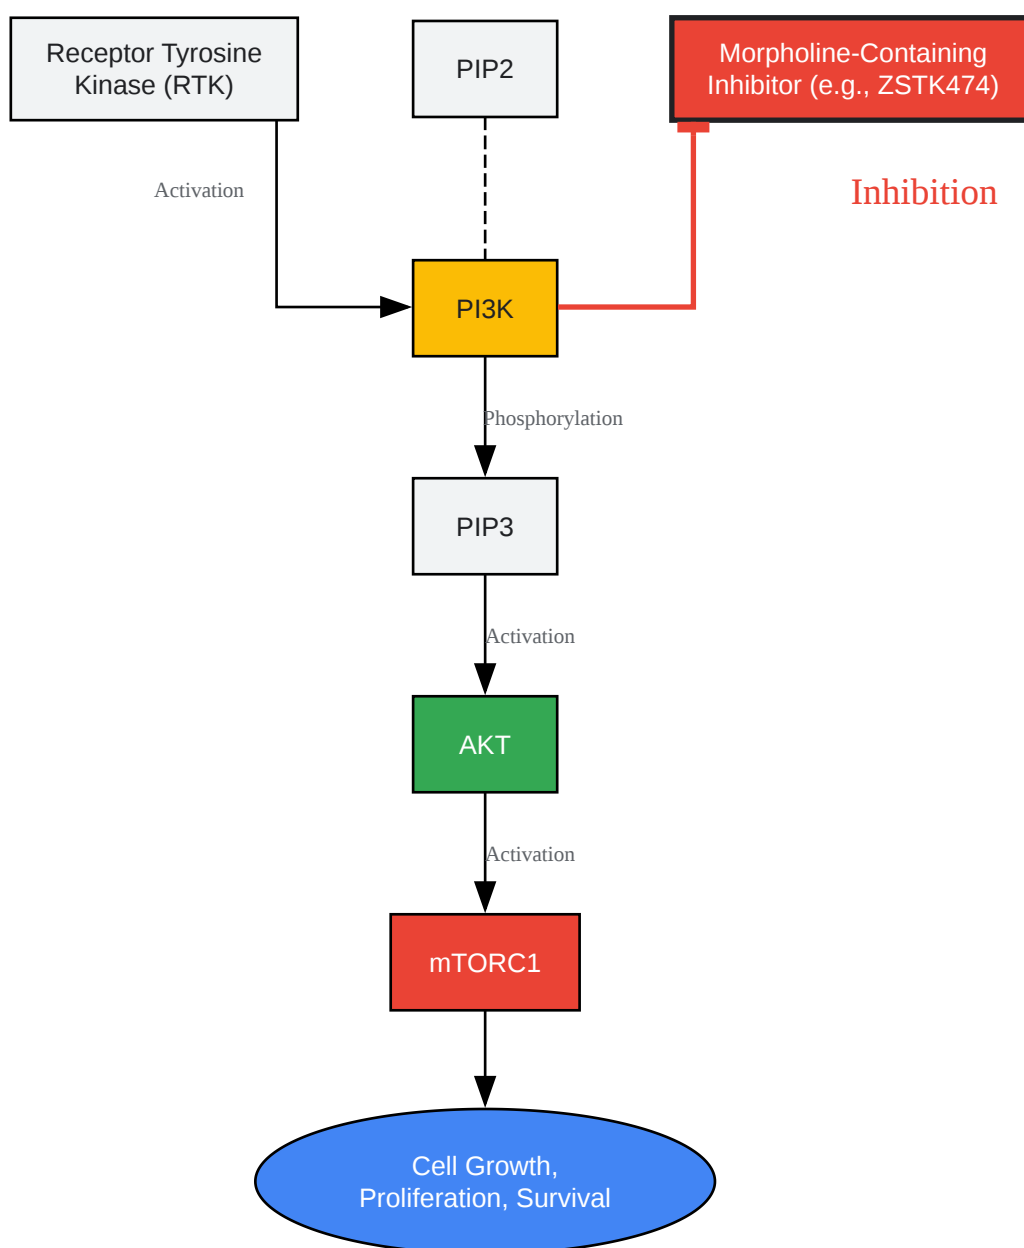 Receptor Tyrosine
Kinase (RTK)
PIP2
Morpholine-Containing
Inhibitor (e.g., ZSTK474)
Activation
Inhibition
PI3K
Phosphorylation
PIP3
Activation
AKT
Activation
mTORC1
Cell Growth,
Proliferation, Survival